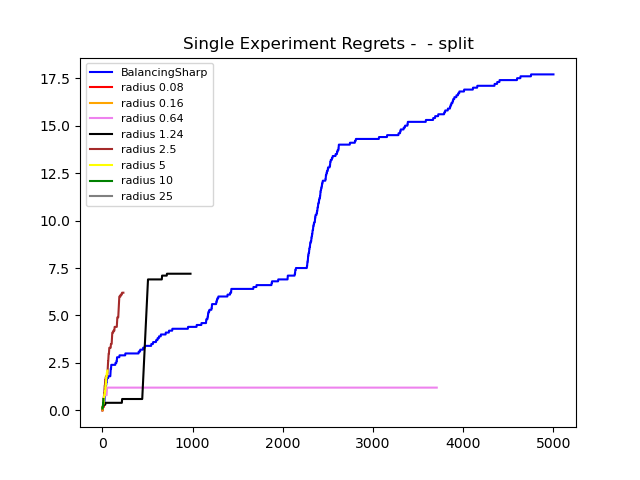 Single Experiment Regrets -  - split
17.5
15.0
12.5
10.0
7.5
5.0
2.5
0.0
BalancingSharp
radius 0.08
radius 0.16
radius 0.64
radius 1.24
radius 2.5
radius 5
radius 10
radius 25
0 1000 2000 3000 4000 5000